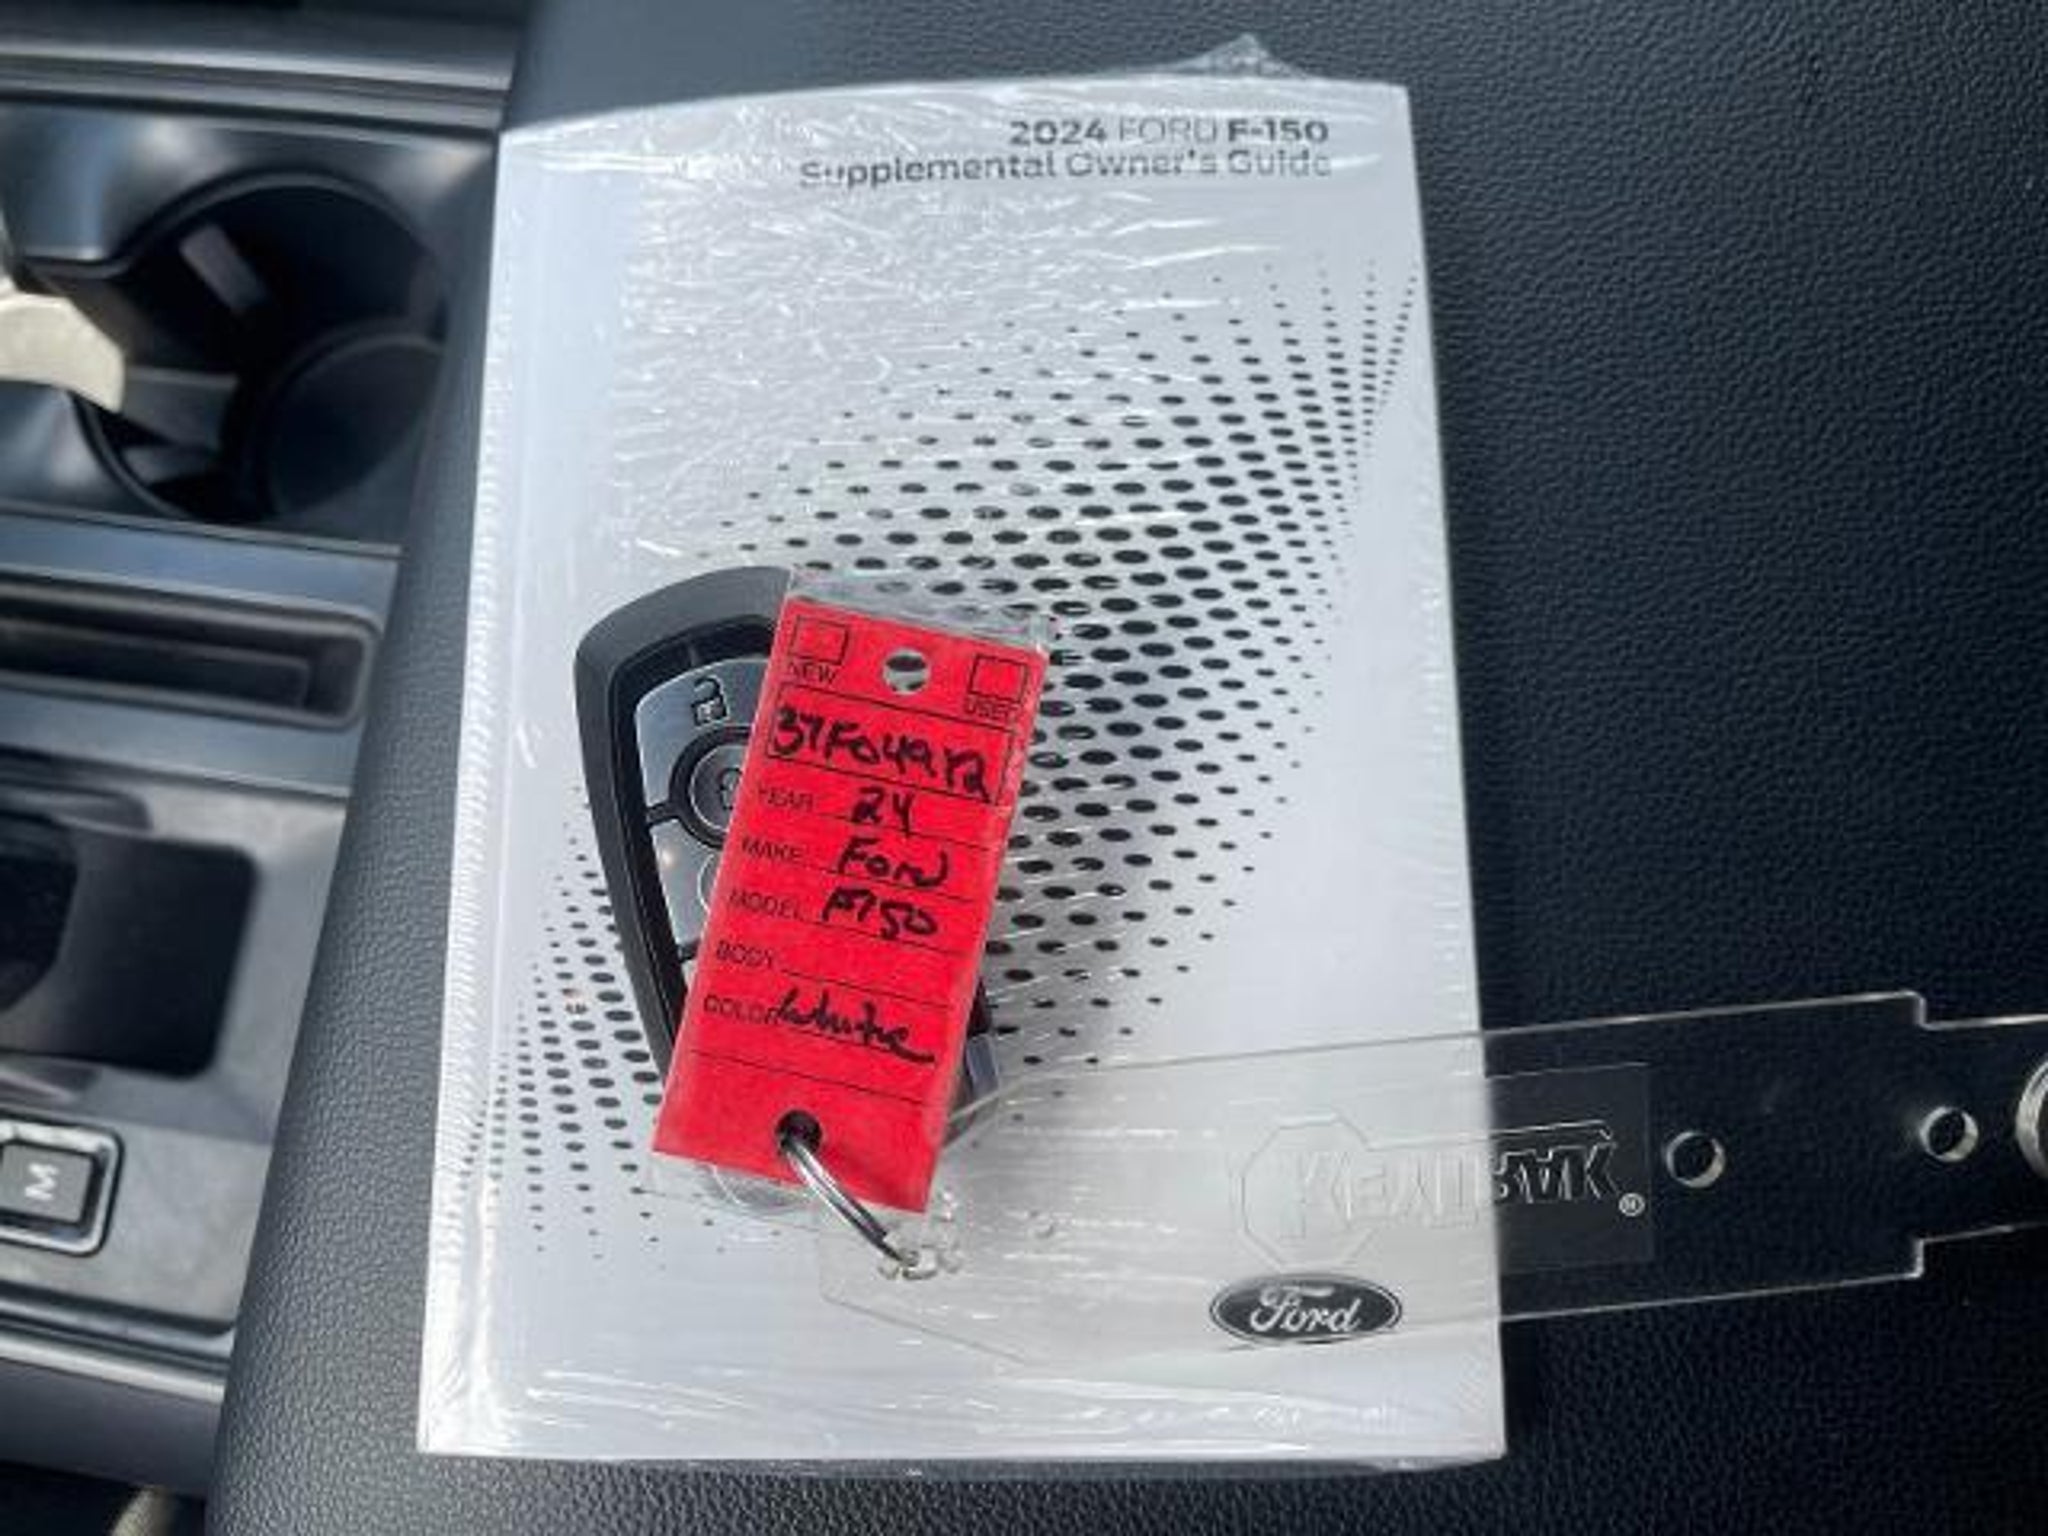 2024 FORD F-150
Supplemental Owner's Guide
NEW
USED
37F049Y2
YEAR 24
MAKE Ford
MODEL F150
BODY
COLOR White
M
KARTKEY®
Ford